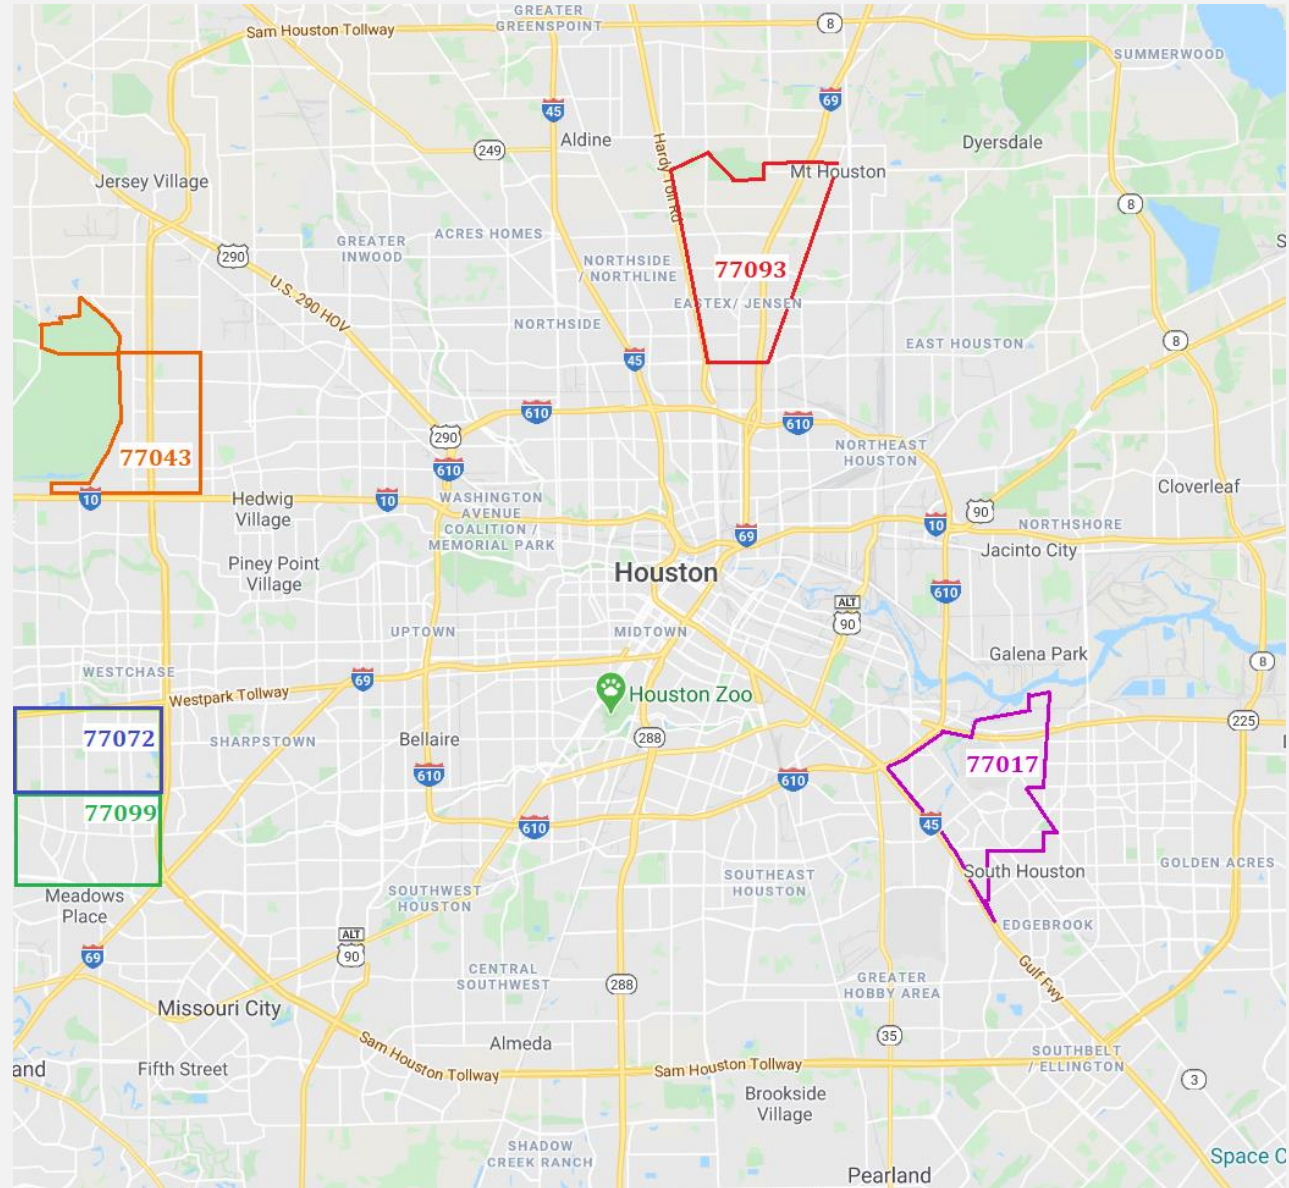 GREATER
GREENSPOINT
8
Sam Houston Tollway
SUMMERWOOD
45
69
Aldine
249
Dyersdale
Hardy Toll Rd
Mt Houston
Jersey Village
8
ACRES HOMES
GREATER
INWOOD
290
NORTHSIDE
/ NORTHLINE
77093
U.S. 290 HOV
EASTEX/ JENSEN
NORTHSIDE
EAST HOUSTON
8
45
610
610
290
NORTHEAST
HOUSTON
77043
610
Cloverleaf
10
Hedwig
Village
10
WASHINGTON
AVENUE
COALITION /
MEMORIAL PARK
90
10
NORTHSHORE
69
Jacinto City
Piney Point
Village
Houston
610
ALT
90
UPTOWN
MIDTOWN
Galena Park
8
WESTCHASE
69
Westpark Tollway
Houston Zoo
225
77072
SHARPSTOWN
Bellaire
288
77017
610
610
77099
610
45
GOLDEN ACRES
South Houston
SOUTHEAST
HOUSTON
Meadows
Place
SOUTHWEST
HOUSTON
EDGEBROOK
ALT
90
69
CENTRAL
SOUTHWEST
288
Gulf Fwy
GREATER
HOBBY AREA
Missouri City
35
Almeda
Sam Houston Tollway
SOUTHBELT
/ ELLINGTON
and
Fifth Street
Sam Houston Tollway
3
Brookside
Village
SHADOW
CREEK RANCH
Space C
Pearland